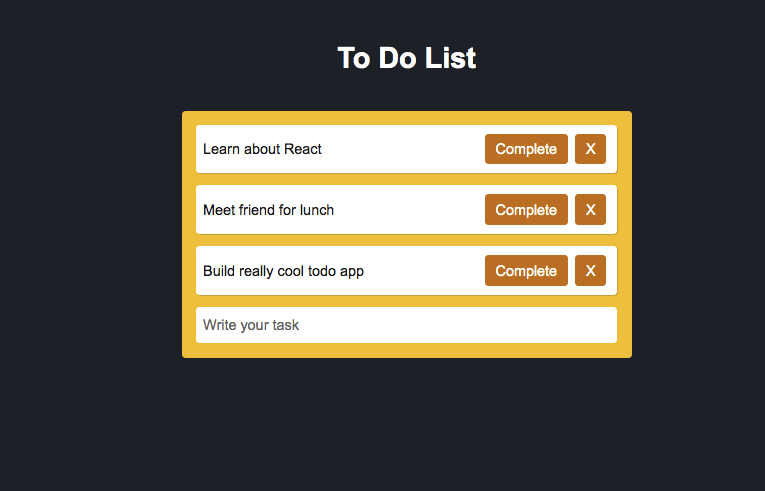 To Do List
Learn about React Complete X
Meet friend for lunch Complete X
Build really cool todo app Complete X
Write your task